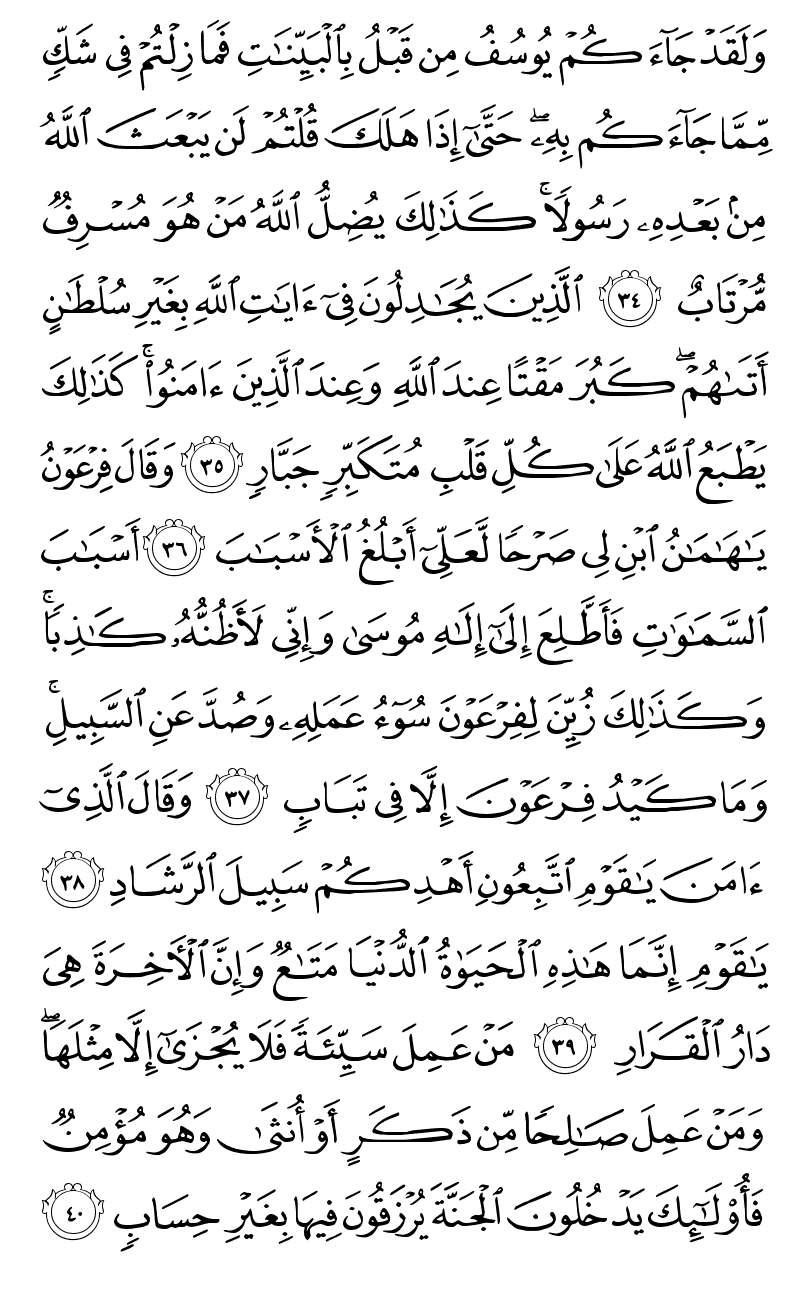 وَلَقَدْ جَآءَكُمْ يُوسُفُ مِن قَبْلُ بِٱلْبَيِّنَٰتِ فَمَا زِلْتُمْ فِى شَكٍّ
مِّمَّا جَآءَكُم بِهِۦ ۖ حَتَّىٰٓ إِذَا هَلَكَ قُلْتُمْ لَن يَبْعَثَ ٱللَّهُ
مِنۢ بَعْدِهِۦ رَسُولًا ۚ كَذَٰلِكَ يُضِلُّ ٱللَّهُ مَنْ هُوَ مُسْرِفٌ
مُّرْتَابٌ ٣٤ ٱلَّذِينَ يُجَٰدِلُونَ فِىٓ ءَايَٰتِ ٱللَّهِ بِغَيْرِ سُلْطَٰنٍ
أَتَىٰهُمْ ۖ كَبُرَ مَقْتًا عِندَ ٱللَّهِ وَعِندَ ٱلَّذِينَ ءَامَنُوا۟ ۚ كَذَٰلِكَ
يَطْبَعُ ٱللَّهُ عَلَىٰ كُلِّ قَلْبِ مُتَكَبِّرٍ جَبَّارٍ ٣٥ وَقَالَ فِرْعَوْنُ
يَٰهَٰمَٰنُ ٱبْنِ لِى صَرْحًا لَّعَلِّىٓ أَبْلُغُ ٱلْأَسْبَٰبَ ٣٦ أَسْبَٰبَ
ٱلسَّمَٰوَٰتِ فَأَطَّلِعَ إِلَىٰٓ إِلَٰهِ مُوسَىٰ وَإِنِّى لَأَظُنُّهُۥ كَٰذِبًا ۚ
وَكَذَٰلِكَ زُيِّنَ لِفِرْعَوْنَ سُوٓءُ عَمَلِهِۦ وَصُدَّ عَنِ ٱلسَّبِيلِ ۚ
وَمَا كَيْدُ فِرْعَوْنَ إِلَّا فِى تَبَابٍ ٣٧ وَقَالَ ٱلَّذِىٓ
ءَامَنَ يَٰقَوْمِ ٱتَّبِعُونِ أَهْدِكُمْ سَبِيلَ ٱلرَّشَادِ ٣٨
يَٰقَوْمِ إِنَّمَا هَٰذِهِ ٱلْحَيَوٰةُ ٱلدُّنْيَا مَتَٰعٌ وَإِنَّ ٱلْأَخِرَةَ هِىَ
دَارُ ٱلْقَرَارِ ٣٩ مَنْ عَمِلَ سَيِّئَةً فَلَا يُجْزَىٰٓ إِلَّا مِثْلَهَا ۖ
وَمَنْ عَمِلَ صَٰلِحًا مِّن ذَكَرٍ أَوْ أُنثَىٰ وَهُوَ مُؤْمِنٌ
فَأُو۟لَٰٓئِكَ يَدْخُلُونَ ٱلْجَنَّةَ يُرْزَقُونَ فِيهَا بِغَيْرِ حِسَابٍ ٤٠